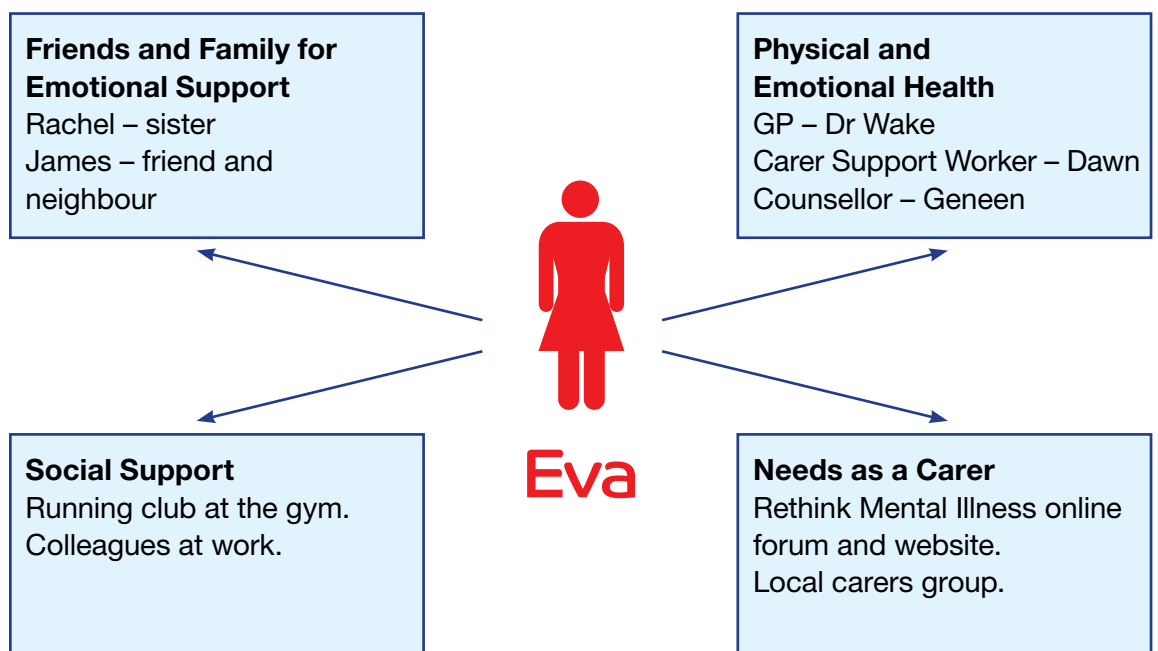 Friends and Family for
Emotional Support
Rachel – sister
James – friend and
neighbour
Physical and
Emotional Health
GP – Dr Wake
Carer Support Worker – Dawn
Counsellor – Geneen
Eva
Social Support
Running club at the gym.
Colleagues at work.
Needs as a Carer
Rethink Mental Illness online
forum and website.
Local carers group.